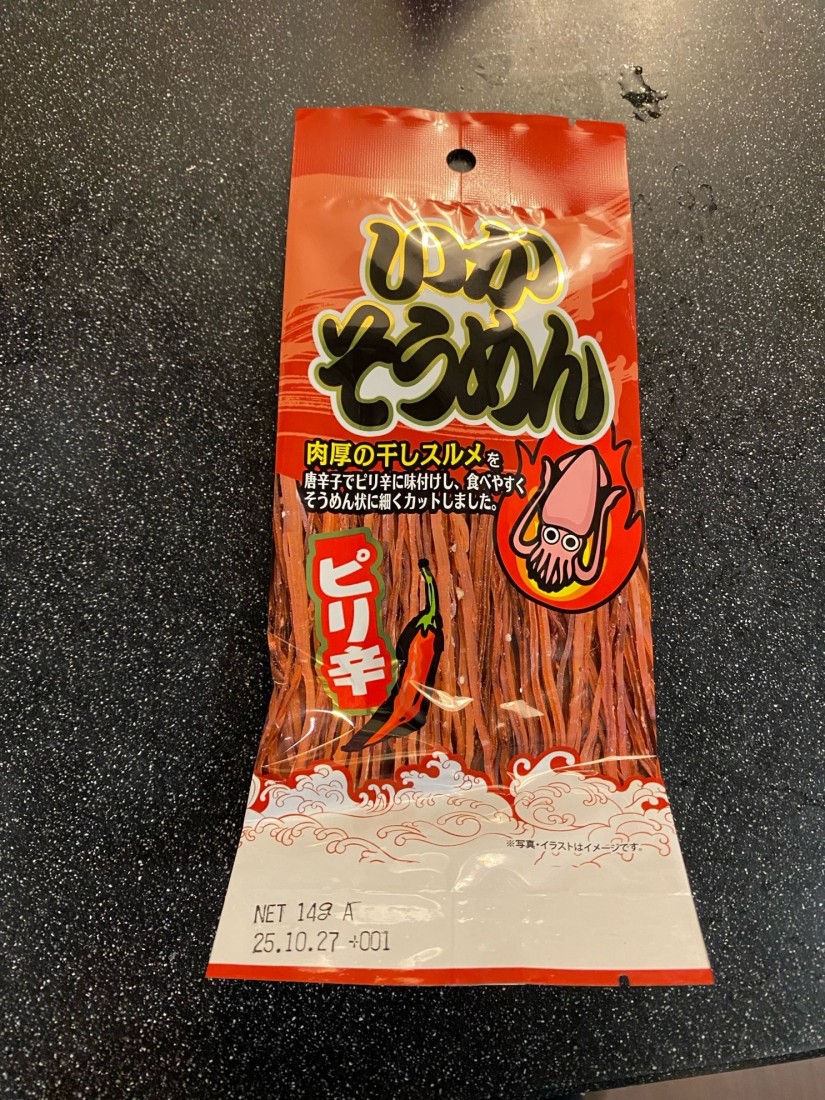 いか
そうめん
肉厚の干しスルメを
唐辛子でピリ辛に味付けし、食べやすく
そうめん状に細くカットしました。
ピリ辛
※写真・イラストはイメージです。
NET 14g A
25.10.27 +001